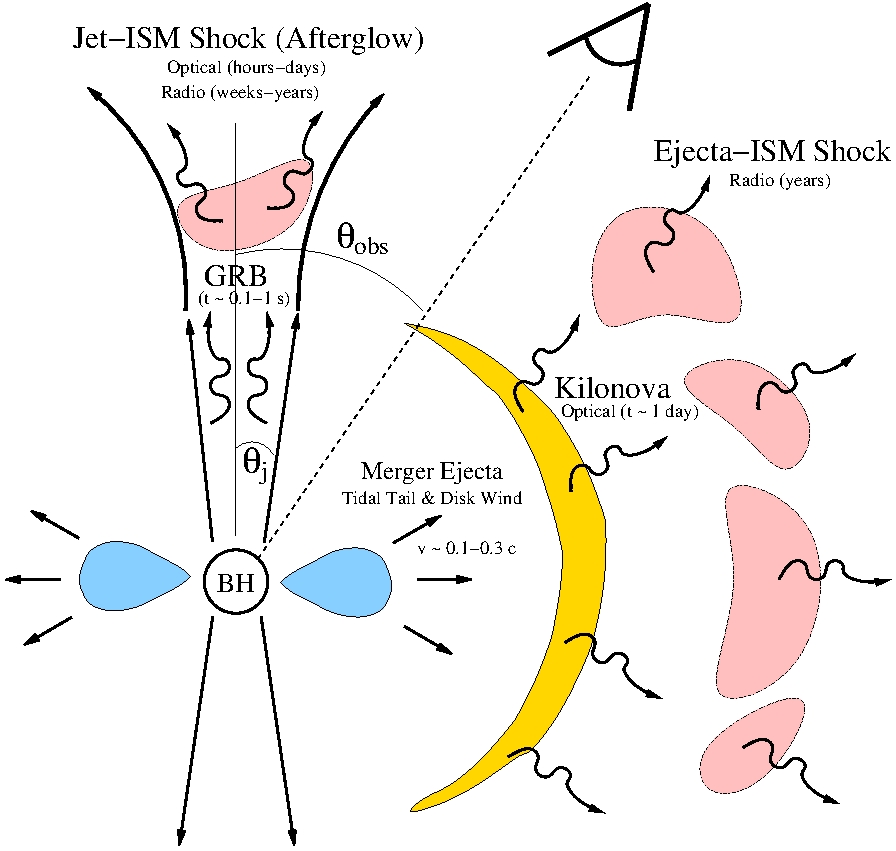 Jet−ISM Shock (Afterglow)
Optical (hours−days)
Radio (weeks−years)
Ejecta−ISM Shock
Radio (years)
θobs
GRB
(t ~ 0.1−1 s)
Kilonova
Optical (t ~ 1 day)
θj
Merger Ejecta
Tidal Tail & Disk Wind
v ~ 0.1−0.3 c
BH